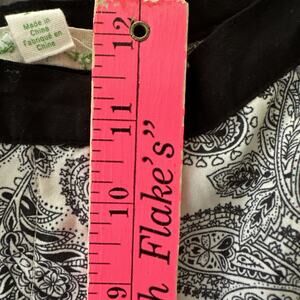 Made in
China
Fabriqué en
Chine
12
11
10
9
h Flake's"